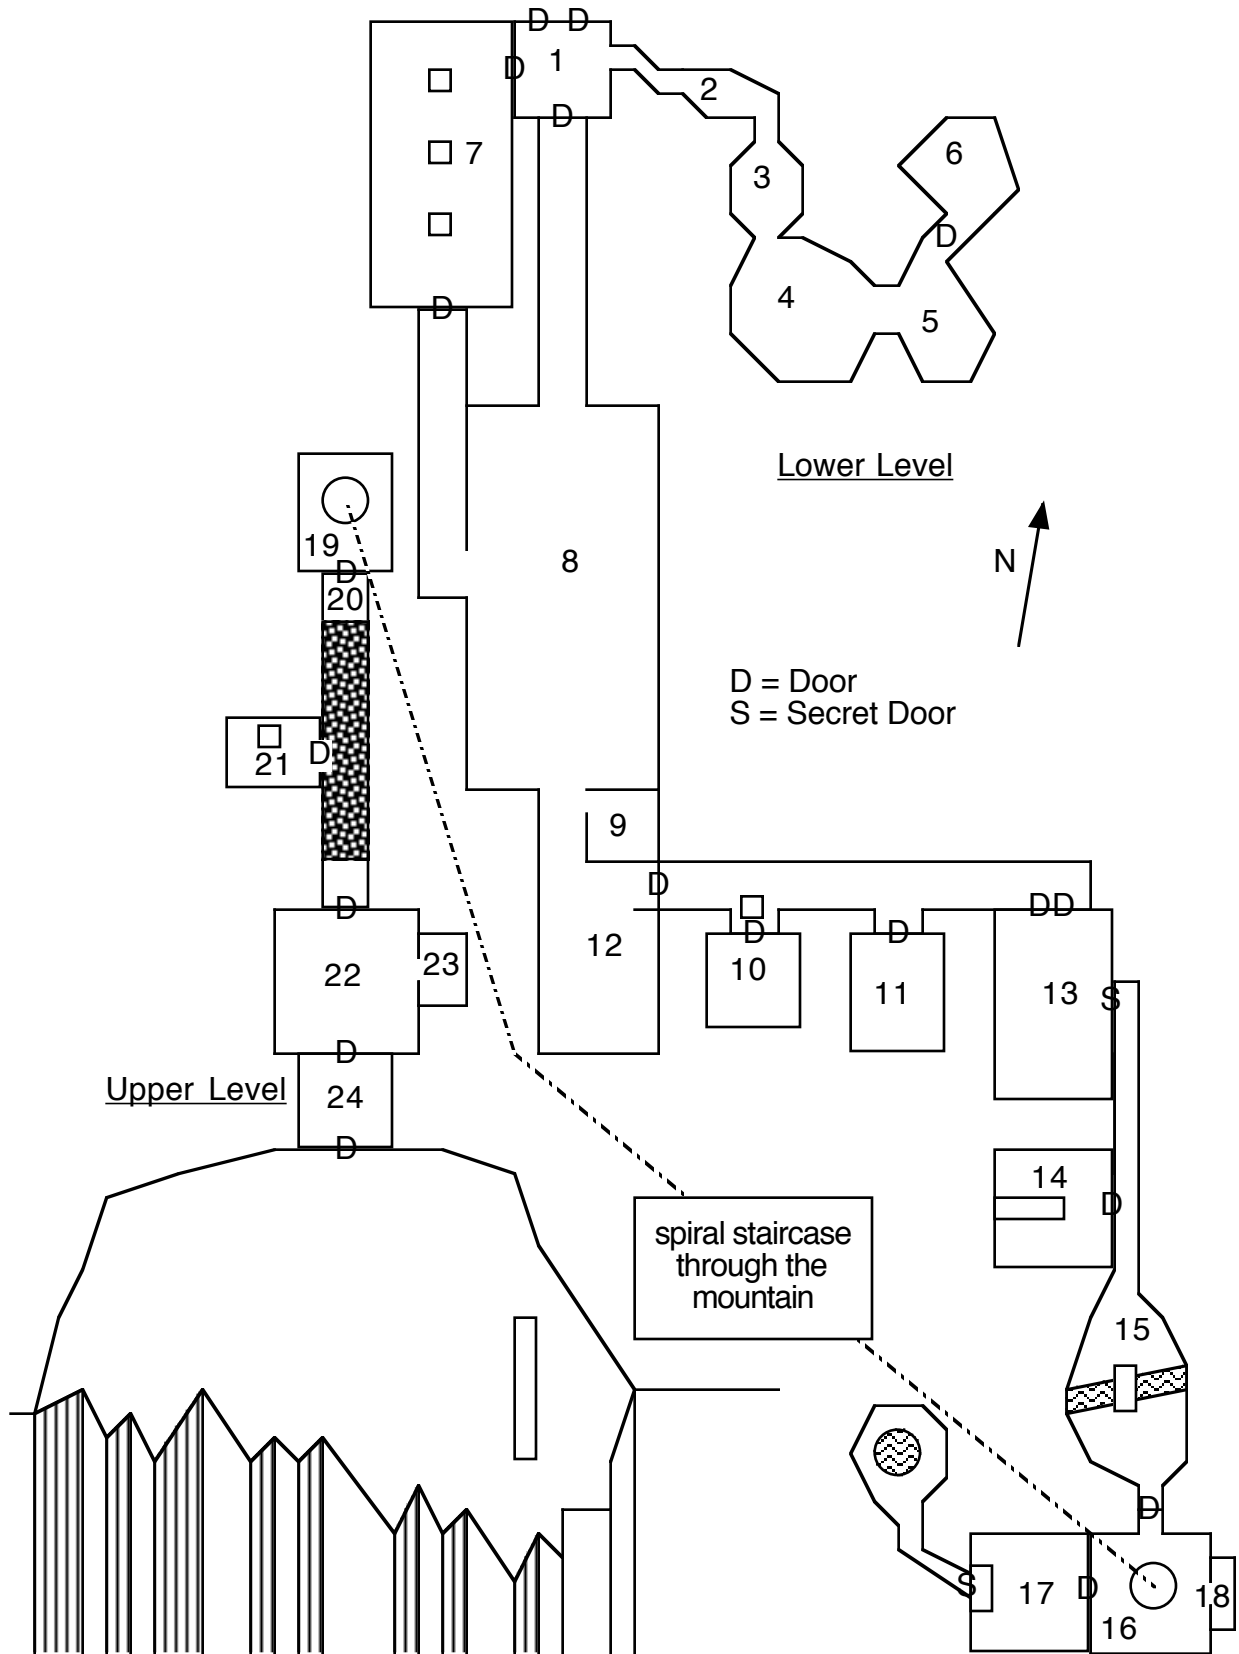 D D
1
D
2
D
7
6
3
D
4
5
D
Lower Level
19
8
N
D
20
D = Door
S = Secret Door
21
D
9
D
DD
D
D
D
12
22
23
10
11
13
S
D
Upper Level
24
D
14
D
spiral staircase
through the
mountain
15
D
S
17
D
18
16